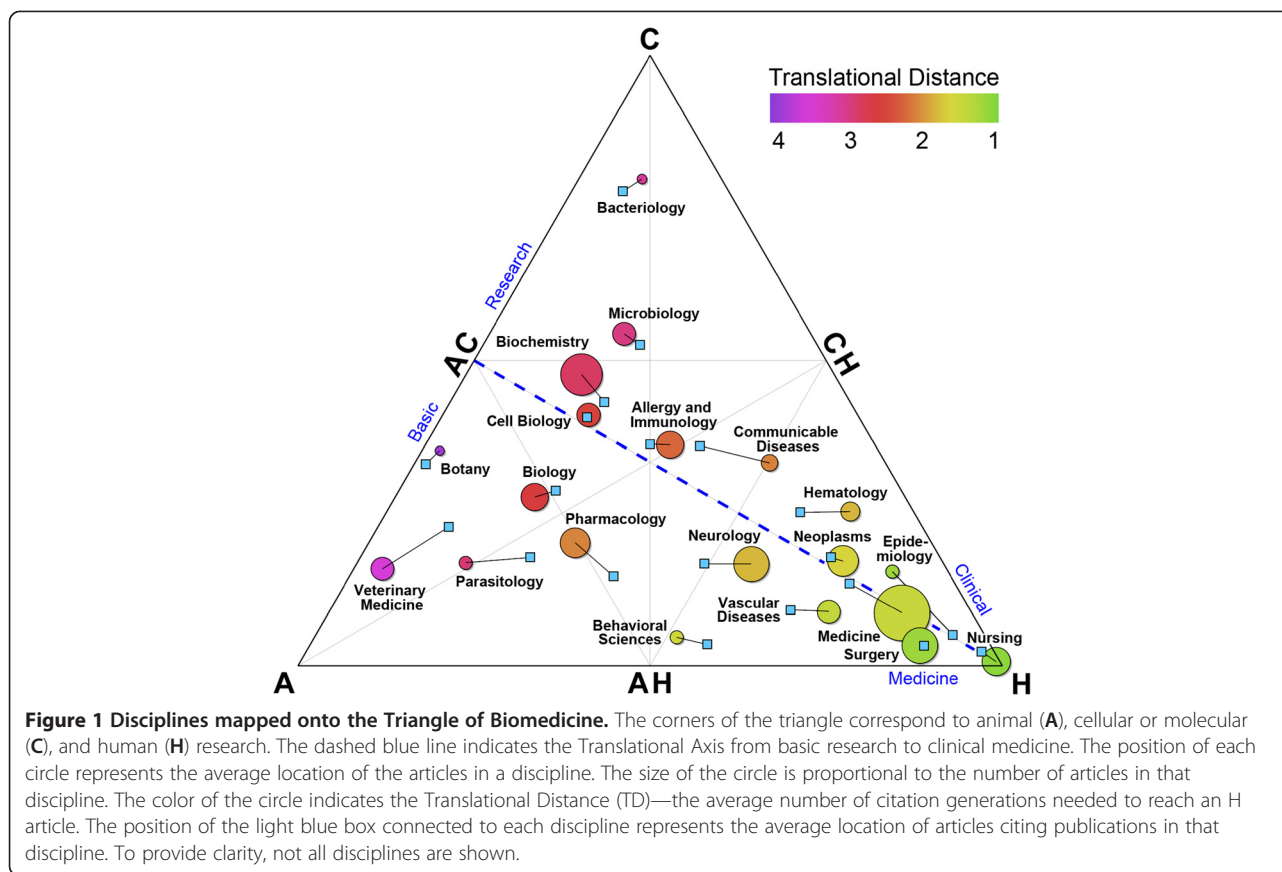 C
Translational Distance
4 3 2 1
Bacteriology
Research
Microbiology
Biochemistry
AC
CH
Cell Biology
Allergy and
Immunology
Communicable
Diseases
Basic
Botany
Biology
Hematology
Pharmacology
Neurology
Neoplasms
Epide-
miology
Veterinary
Medicine
Parasitology
Clinical
Vascular
Diseases
Behavioral
Sciences
Medicine
Surgery
Nursing
Medicine
A
AH
H
Figure 1 Disciplines mapped onto the Triangle of Biomedicine. The corners of the triangle correspond to animal (A), cellular or molecular
(C), and human (H) research. The dashed blue line indicates the Translational Axis from basic research to clinical medicine. The position of each
circle represents the average location of the articles in a discipline. The size of the circle is proportional to the number of articles in that
discipline. The color of the circle indicates the Translational Distance (TD)—the average number of citation generations needed to reach an H
article. The position of the light blue box connected to each discipline represents the average location of articles citing publications in that
discipline. To provide clarity, not all disciplines are shown.